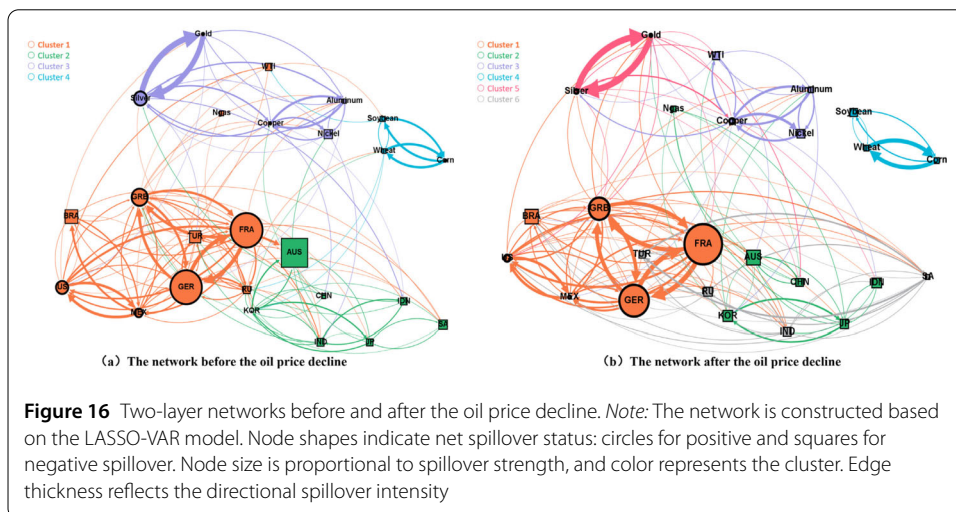 Cluster 1
Cluster 2
Cluster 3
Cluster 4
Gold
WTI
Silver
Ngas
Aluminum
Copper
Nickel
Soybean
Wheat
Corn
GRB
BRA
FRA
TUR
AUS
US
GER
RU
MEX
KOR
CHN
IDN
SA
IND
JP
(a) The network before the oil price decline
Cluster 1
Cluster 2
Cluster 3
Cluster 4
Cluster 5
Cluster 6
Gold
WTI
Silver
Ngas
Aluminum
Copper
Nickel
Soybean
Wheat
Corn
GRB
BRA
FRA
TUR
AUS
US
GER
RU
MEX
KOR
CHN
IDN
SA
IND
JP
(b) The network after the oil price decline
Figure 16 Two-layer networks before and after the oil price decline. Note: The network is constructed based
on the LASSO-VAR model. Node shapes indicate net spillover status: circles for positive and squares for
negative spillover. Node size is proportional to spillover strength, and color represents the cluster. Edge
thickness reflects the directional spillover intensity